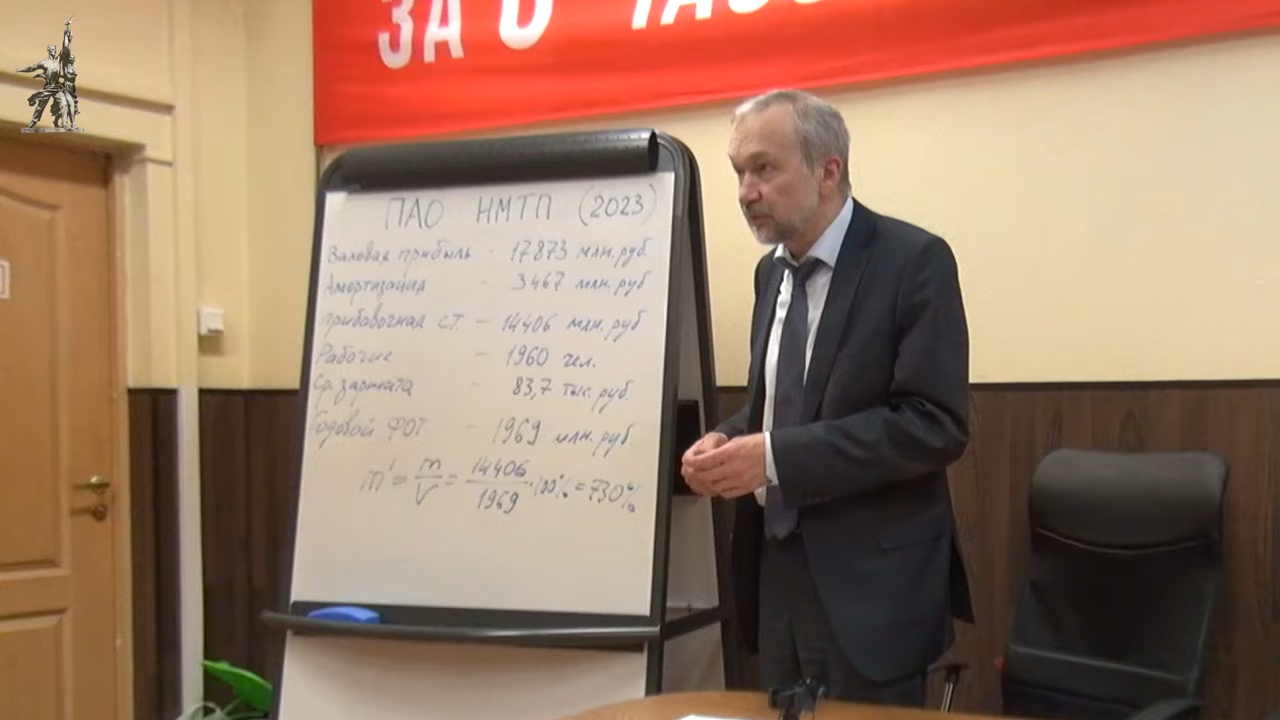 ЗА 6
ПАО НМТП (2023)
Валовая прибыль - 17873 млн. руб.
Амортизация - 3467 млн. руб
прибавочная ст. - 14406 млн. руб
Рабочие - 1960 чел.
Ср. зарплата - 83,7 тыс. руб.
Годовой ФОТ - 1969 млн. руб
m' = m/v = 14406/1969 · 100% = 730%